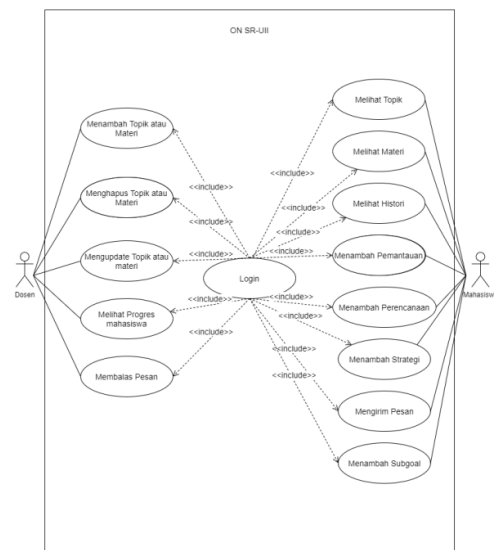 ON SR-UII
Menambah Topik atau
Materi
Menghapus Topik atau
Materi
Mengupdate Topik atau
materi
Melihat Progres
mahasiswa
Membalas Pesan
Dosen
<<include>>
<<include>>
<<include>>
<<include>>
<<include>>
Login
<<include>>
<<include>>
<<include>>
<<include>>
<<include>>
<<include>>
<<include>>
<<include>>
Melihat Topik
Melihat Materi
Melihat Histori
Menambah Pemantauan
Menambah Perencanaan
Menambah Strategi
Mengirim Pesan
Menambah Subgoal
Mahasiswa